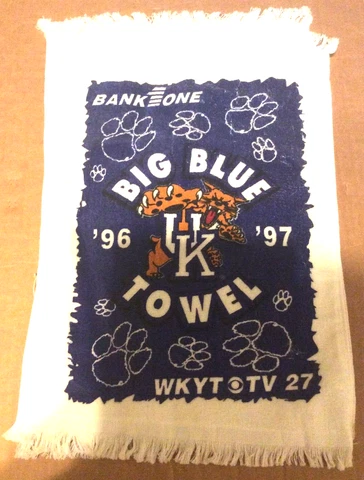 BANK ONE
BIG BLUE
UK
'96 '97
TOWEL
WKYT TV 27